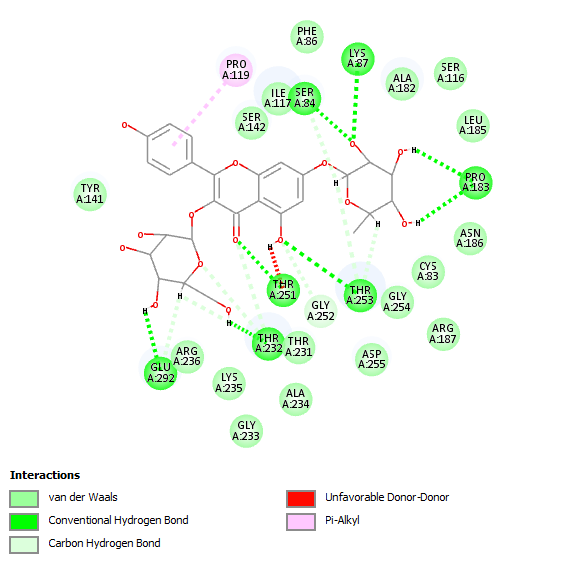 PHE
A:86
LYS
A:87
PRO
A:119
SER
A:116
ALA
A:182
ILE
A:117
SER
A:84
SER
A:142
LEU
A:185
O
O
O
O
H
H
O
PRO
A:183
TYR
A:141
O
O
O
H
O
O
O
O
H
H
ASN
A:186
O
H
CYS
A:83
THR
A:251
THR
A:253
GLY
A:254
GLY
A:252
H
O
O
H
O
H
ARG
A:187
THR
A:232
THR
A:231
ARG
A:236
ASP
A:255
GLU
A:292
LYS
A:235
ALA
A:234
GLY
A:233
Interactions
van der Waals
Conventional Hydrogen Bond
Carbon Hydrogen Bond
Unfavorable Donor-Donor
Pi-Alkyl